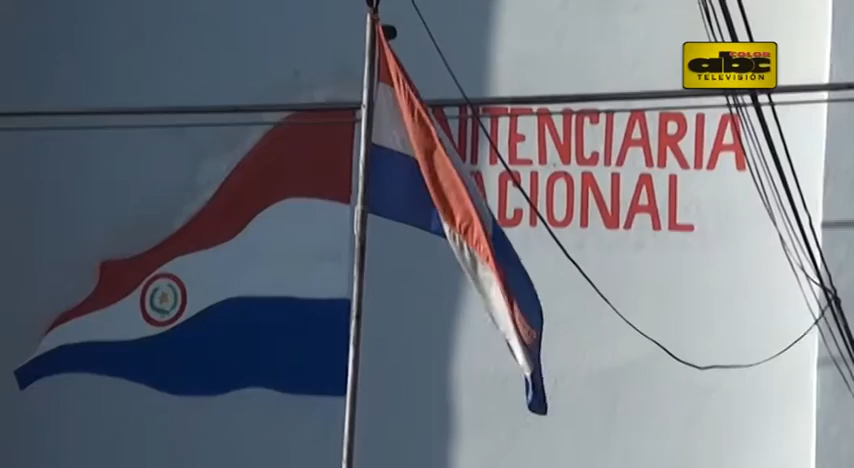 COLOR
abc
TELEVISIÓN
NITENCIARIA
ACIONAL